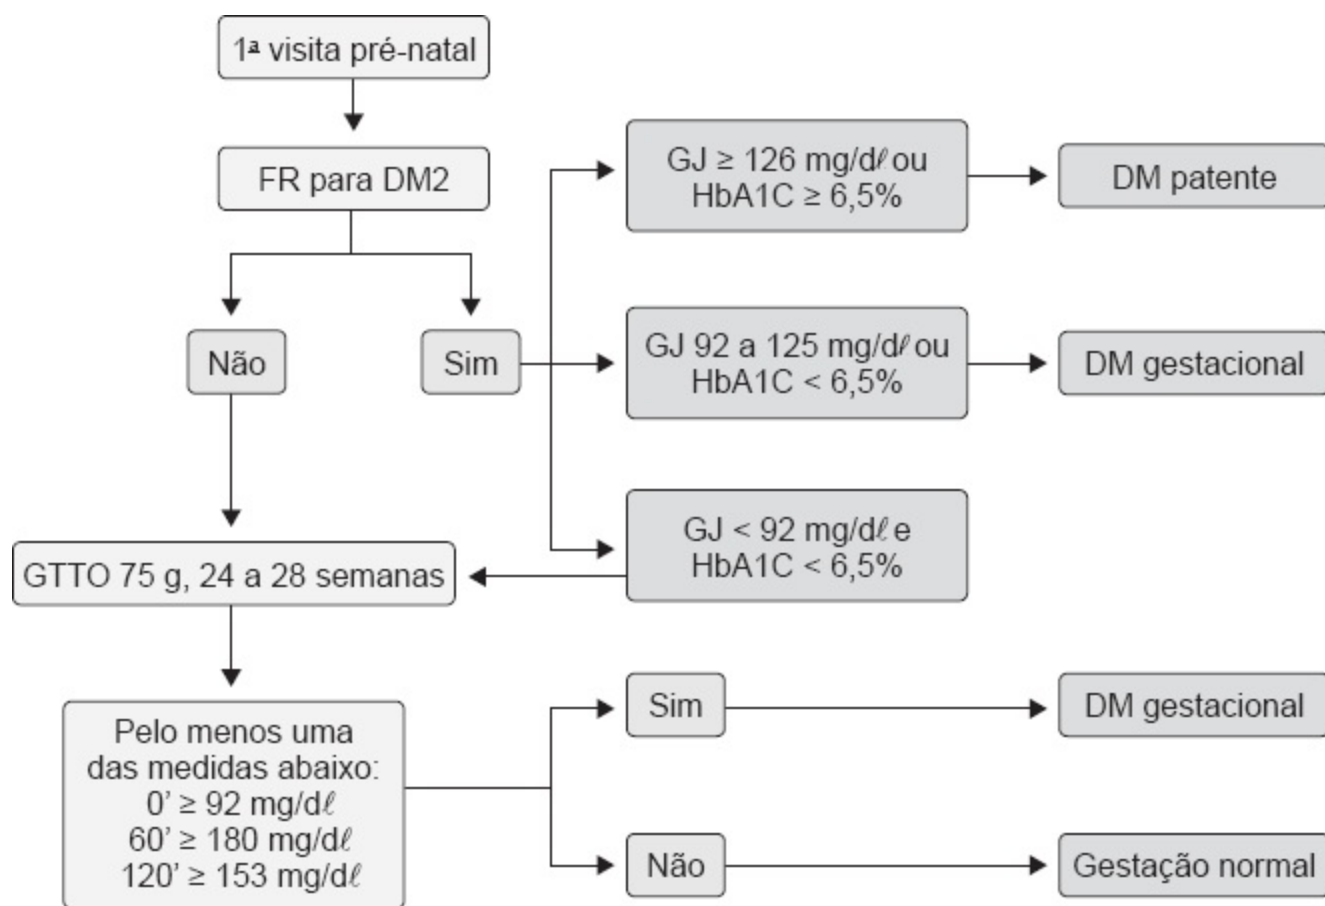 1ª visita pré-natal
FR para DM2
Não
Sim
GJ ≥ 126 mg/dℓ ou
HbA1C ≥ 6,5%
DM patente
GJ 92 a 125 mg/dℓ ou
HbA1C < 6,5%
DM gestacional
GJ < 92 mg/dℓ e
HbA1C < 6,5%
GTTO 75 g, 24 a 28 semanas
Pelo menos uma
das medidas abaixo:
0’ ≥ 92 mg/dℓ
60’ ≥ 180 mg/dℓ
120’ ≥ 153 mg/dℓ
Sim
DM gestacional
Não
Gestação normal